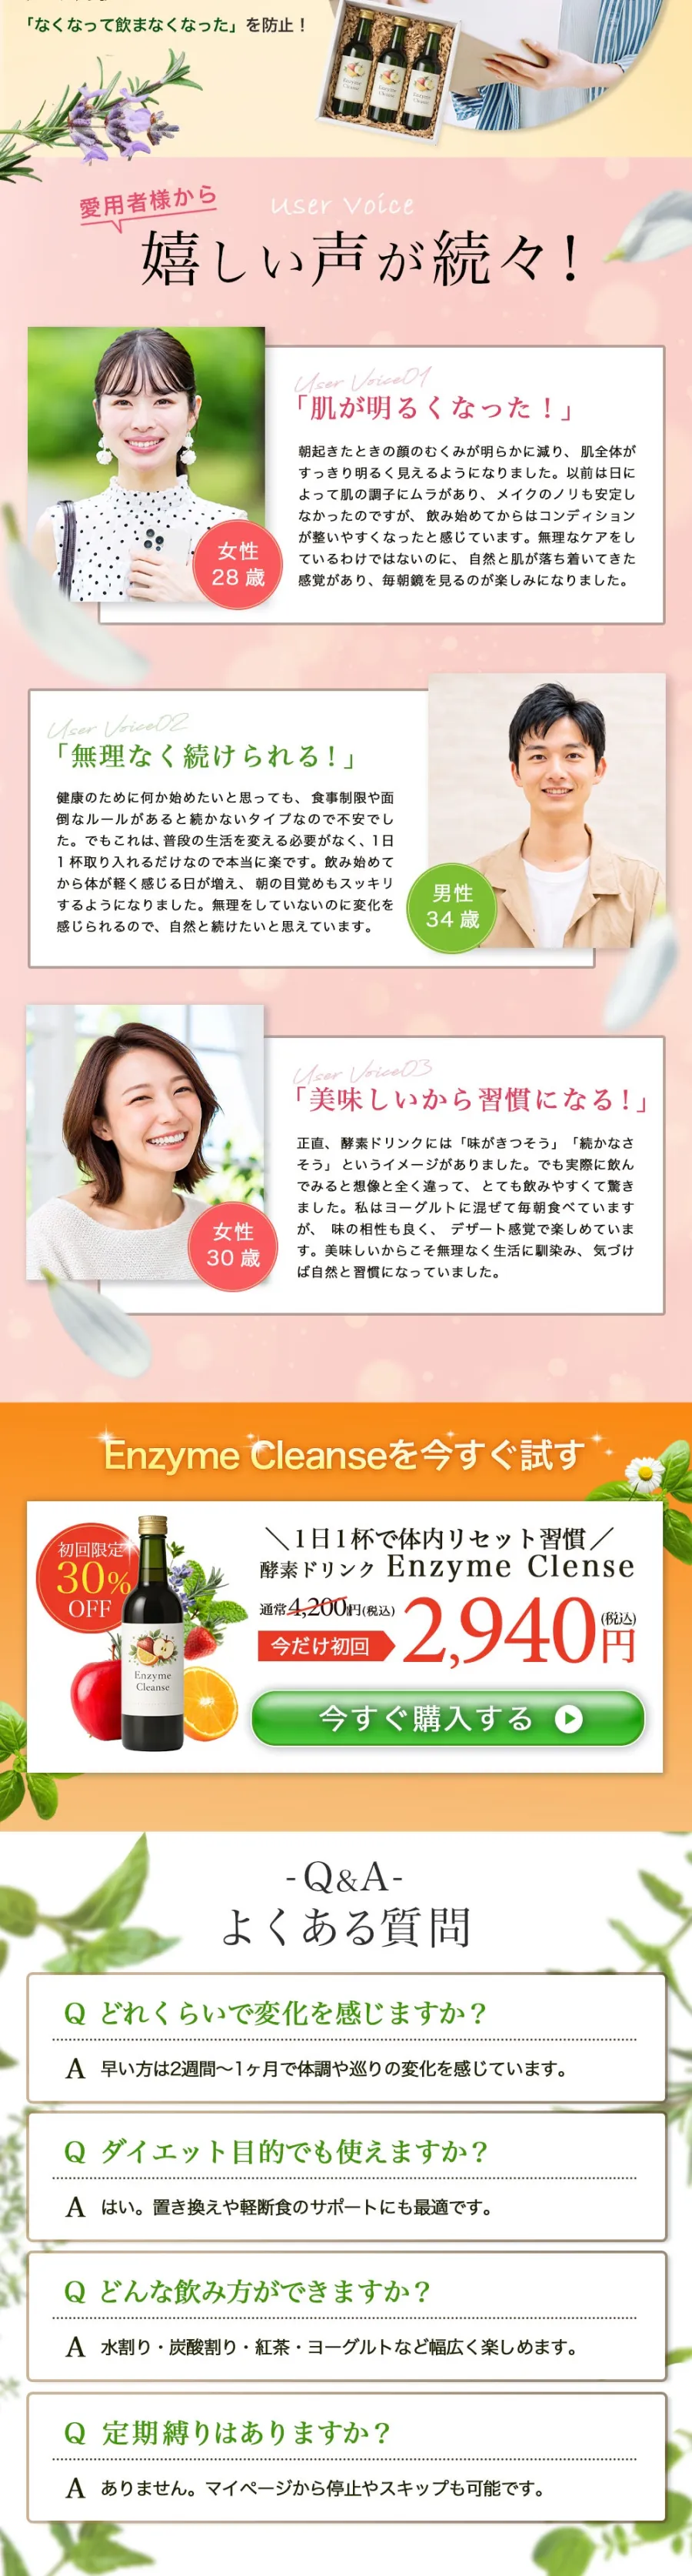 「なくなって飲まなくなった」を防止！
愛用者様から
User Voice
嬉しい声が続々！
User Voice01
「肌が明るくなった！」
朝起きたときの顔のむくみが明らかに減り、肌全体が
すっきり明るく見えるようになりました。以前は日に
よって肌の調子にムラがあり、メイクのノリも安定し
なかったのですが、飲み始めてからはコンディション
が整いやすくなったと感じています。無理なケアをし
ているわけではないのに、自然と肌が落ち着いてきた
感覚があり、毎朝鏡を見るのが楽しみになりました。
女性
28歳
User Voice02
「無理なく続けられる！」
健康のために何か始めたいと思っても、食事制限や面
倒なルールがあると続かないタイプなので不安でし
た。でもこれは、普段の生活を変える必要がなく、1日
1杯取り入れるだけなので本当に楽です。飲み始めて
から体が軽く感じる日が増え、朝の目覚めもスッキリ
するようになりました。無理をしていないのに変化を
感じられるので、自然と続けたいと思えています。
男性
34歳
User Voice03
「美味しいから習慣になる！」
正直、酵素ドリンクには「味がきつそう」「続かなさ
そう」というイメージがありました。でも実際に飲ん
でみると想像と全く違って、とても飲みやすくて驚き
ました。私はヨーグルトに混ぜて毎朝食べています
が、味の相性も良く、デザート感覚で楽しめていま
す。美味しいからこそ無理なく生活に馴染み、気づけ
ば自然と習慣になっていました。
女性
30歳
Enzyme Cleanseを今すぐ試す
初回限定
30%
OFF
Enzyme
Cleanse
＼1日1杯で体内リセット習慣／
酵素ドリンク Enzyme Clense
通常4,200円(税込)
今だけ初回 2,940円(税込)
今すぐ購入する
-Q&A-
よくある質問
Q どれくらいで変化を感じますか？
A 早い方は2週間〜1ヶ月で体調や巡りの変化を感じています。
Q ダイエット目的でも使えますか？
A はい。置き換えや軽断食のサポートにも最適です。
Q どんな飲み方ができますか？
A 水割り・炭酸割り・紅茶・ヨーグルトなど幅広く楽しめます。
Q 定期縛りはありますか？
A ありません。マイページから停止やスキップも可能です。